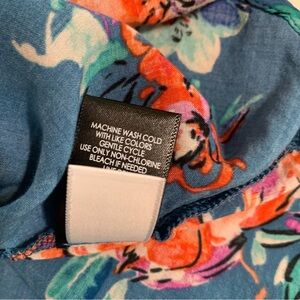 MACHINE WASH COLD
WITH LIKE COLORS
GENTLE CYCLE
USE ONLY NON-CHLORINE
BLEACH IF NEEDED